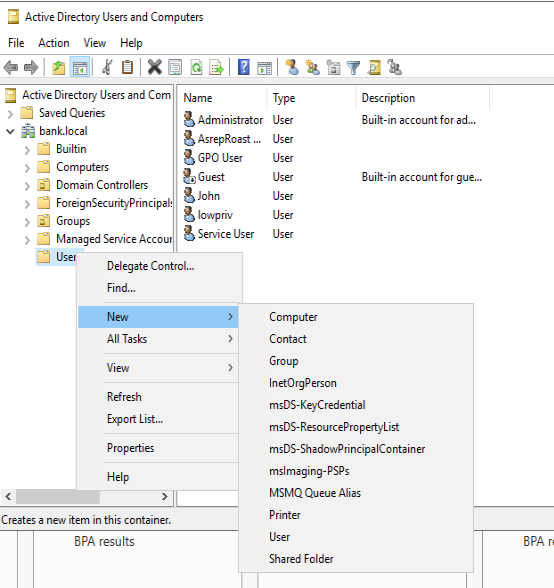 Active Directory Users and Computers
File Action View Help
Active Directory Users and Com
Saved Queries
bank.local
Builtin
Computers
Domain Controllers
ForeignSecurityPrincipals
Groups
Managed Service Accou
User
Name Type Description
Administrator User Built-in account for ad...
AsrepRoast ... User
GPO User User
Guest User Built-in account for gue...
John User
lowpriv User
Service User User
Delegate Control...
Find...
New
All Tasks
View
Refresh
Export List...
Properties
Help
Computer
Contact
Group
InetOrgPerson
msDS-KeyCredential
msDS-ResourcePropertyList
msDS-ShadowPrincipalContainer
msImaging-PSPs
MSMQ Queue Alias
Printer
User
Shared Folder
Creates a new item in this container.
BPA results
BPA re